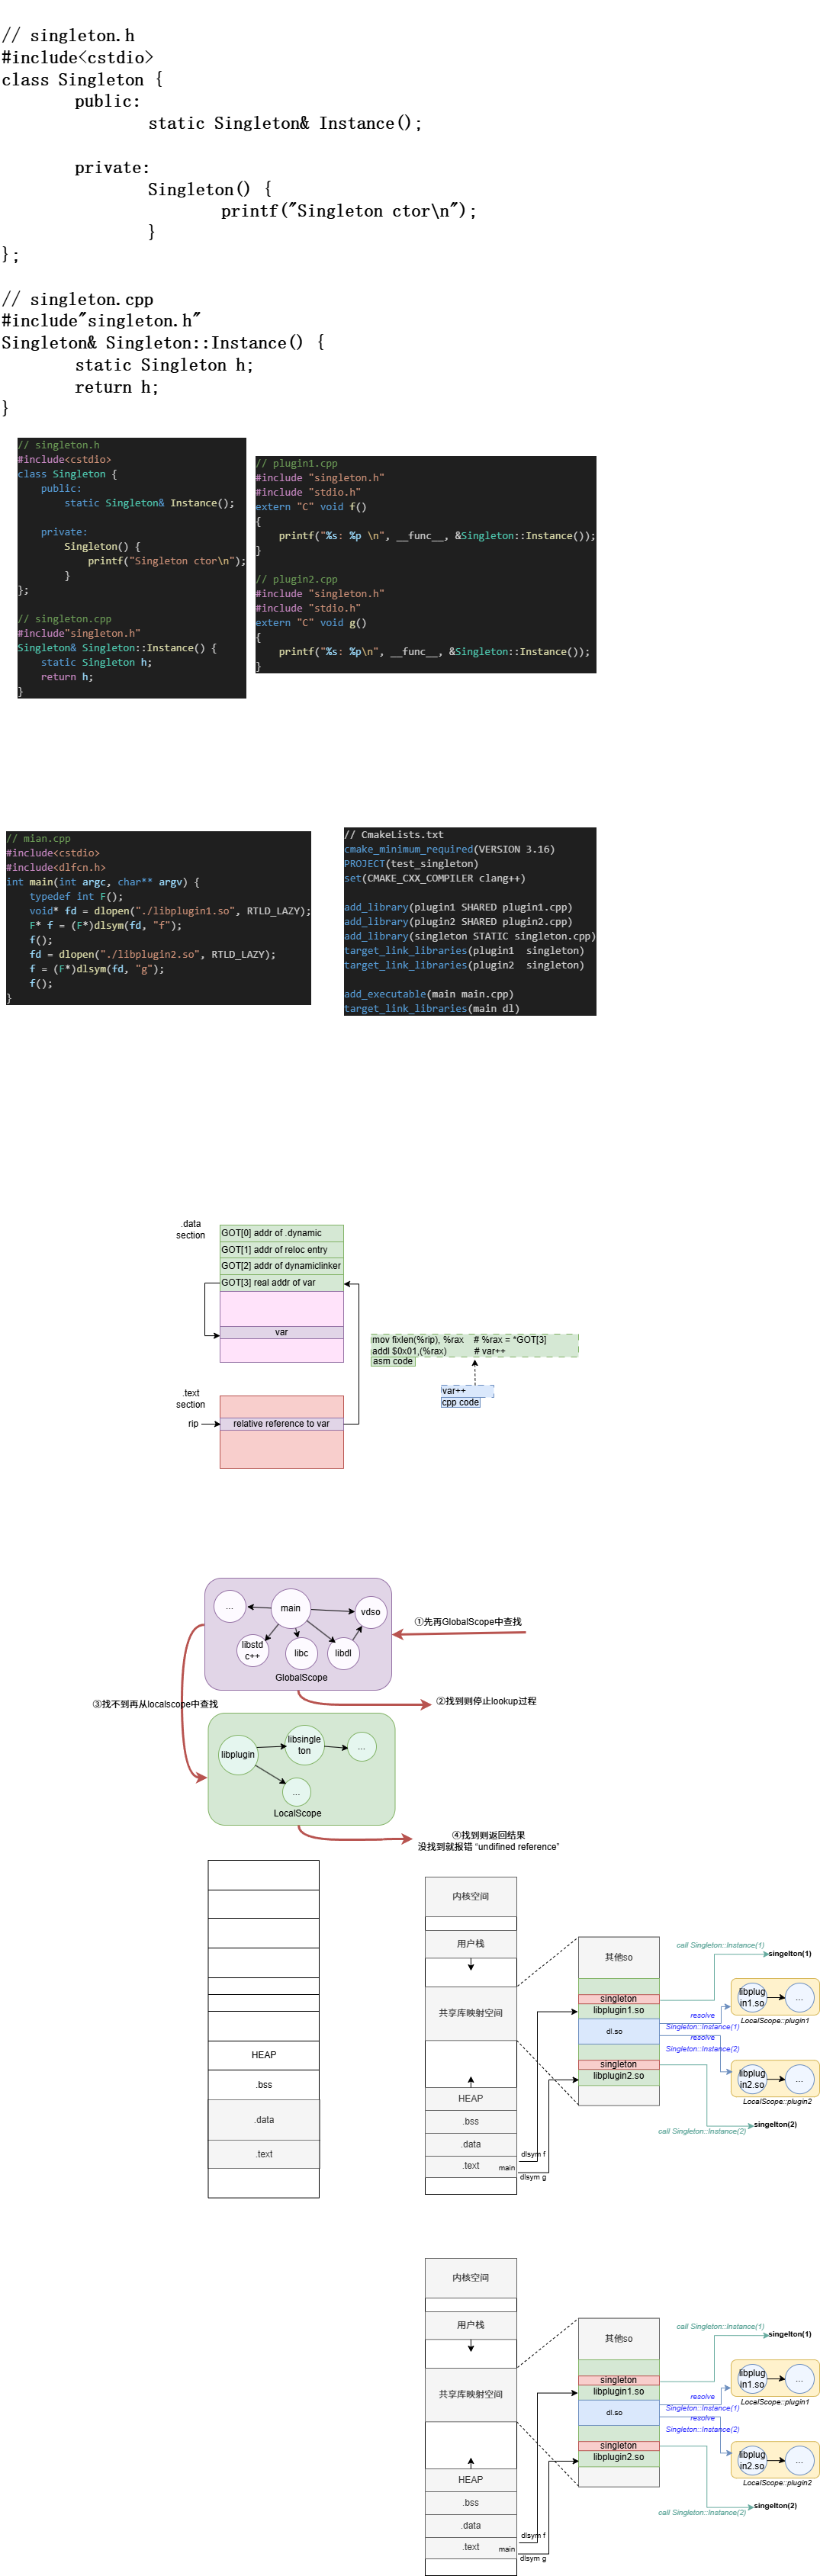 // singleton.h
#include<cstdio>
class Singleton {
        public:
                static Singleton& Instance();

        private:
                Singleton() {
                        printf("Singleton ctor\n");
                }
};

// singleton.cpp
#include"singleton.h"
Singleton& Singleton::Instance() {
        static Singleton h;
        return h;
}
// singleton.h
#include<cstdio>
class Singleton {
    public:
        static Singleton& Instance();

    private:
        Singleton() {
            printf("Singleton ctor\n");
        }
};

// singleton.cpp
#include"singleton.h"
Singleton& Singleton::Instance() {
    static Singleton h;
    return h;
}
// plugin1.cpp
#include "singleton.h"
#include "stdio.h"
extern "C" void f()
{
    printf("%s: %p \n", __func__, &Singleton::Instance());
}

// plugin2.cpp
#include "singleton.h"
#include "stdio.h"
extern "C" void g()
{
    printf("%s: %p\n", __func__, &Singleton::Instance());
}
// mian.cpp
#include<cstdio>
#include<dlfcn.h>
int main(int argc, char** argv) {
    typedef int F();
    void* fd = dlopen("./libplugin1.so", RTLD_LAZY);
    F* f = (F*)dlsym(fd, "f");
    f();
    fd = dlopen("./libplugin2.so", RTLD_LAZY);
    f = (F*)dlsym(fd, "g");
    f();
}
// CmakeLists.txt
cmake_minimum_required(VERSION 3.16)
PROJECT(test_singleton)
set(CMAKE_CXX_COMPILER clang++)

add_library(plugin1 SHARED plugin1.cpp)
add_library(plugin2 SHARED plugin2.cpp)
add_library(singleton STATIC singleton.cpp)
target_link_libraries(plugin1  singleton)
target_link_libraries(plugin2  singleton)

add_executable(main main.cpp)
target_link_libraries(main dl)
.data
section
GOT[0] addr of .dynamic
GOT[1] addr of reloc entry
GOT[2] addr of dynamiclinker
GOT[3] real addr of var
var
mov fixlen(%rip), %rax    # %rax = *GOT[3]
addl $0x01,(%rax)    # var++
asm code
var++
cpp code
.text
section
rip
relative reference to var
...
main
vdso
libstd
c++
libc
libdl
GlobalScope
①先再GlobalScope中查找
②找到则停止lookup过程
③找不到再从localscope中查找
libplugin
libsingle
ton
...
...
LocalScope
④找到则返回结果
没找到就报错 “undifined reference”
HEAP
.bss
.data
.text
内核空间
用户栈
共享库映射空间
HEAP
.bss
.data
.text
main
dlsym f
dlsym g
其他so
singleton
libplugin1.so
dl.so
singleton
libplugin2.so
call Singleton::Instance(1)
singelton(1)
resolve
Singleton::Instance(1)
resolve
Singleton::Instance(2)
libplug
in1.so
...
LocalScope::plugin1
libplug
in2.so
...
LocalScope::plugin2
call Singleton::Instance(2)
singelton(2)
内核空间
用户栈
共享库映射空间
HEAP
.bss
.data
.text
main
dlsym f
dlsym g
其他so
singleton
libplugin1.so
dl.so
singleton
libplugin2.so
call Singleton::Instance(1)
singelton(1)
resolve
Singleton::Instance(1)
resolve
Singleton::Instance(2)
libplug
in1.so
...
LocalScope::plugin1
libplug
in2.so
...
LocalScope::plugin2
call Singleton::Instance(2)
singelton(2)